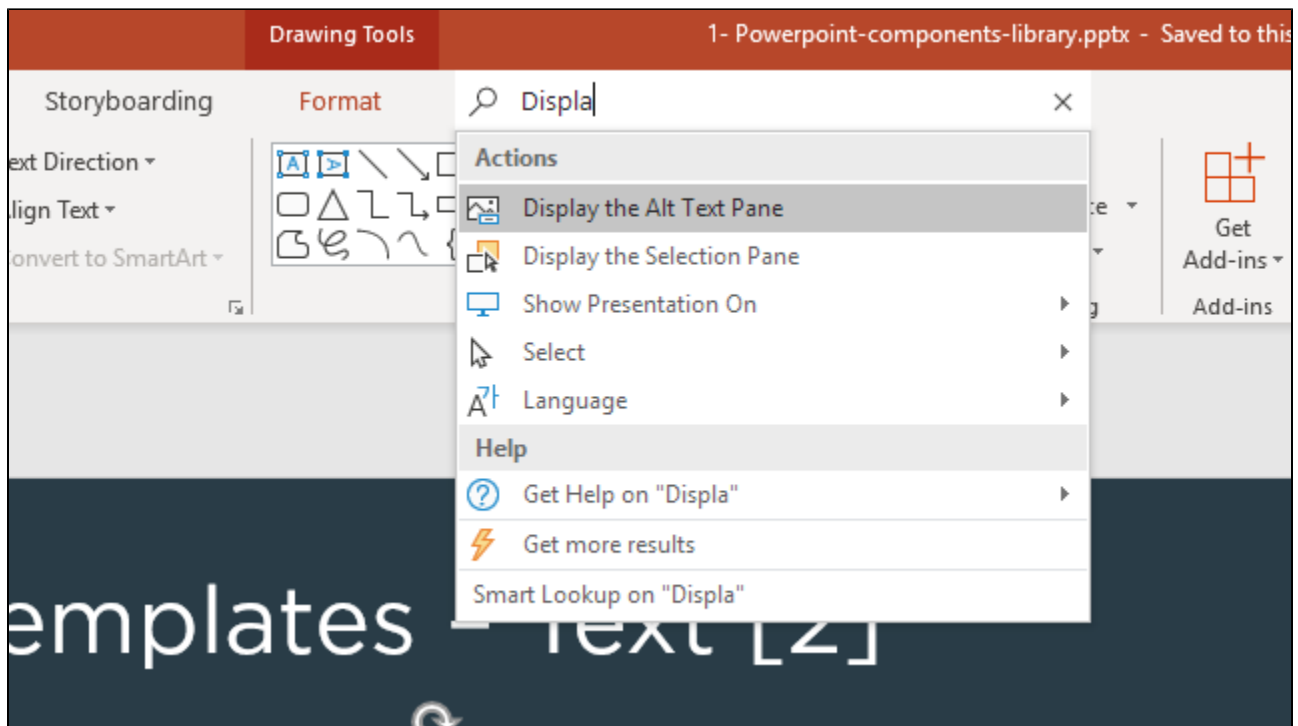 Drawing Tools
1- Powerpoint-components-library.pptx - Saved to this
Storyboarding
Format
Displa
ext Direction
lign Text
onvert to SmartArt
Actions
Display the Alt Text Pane
Display the Selection Pane
Show Presentation On
Select
Language
Help
Get Help on "Displa"
Get more results
Smart Lookup on "Displa"
Get
Add-ins
Add-ins
emplates - Text [2]